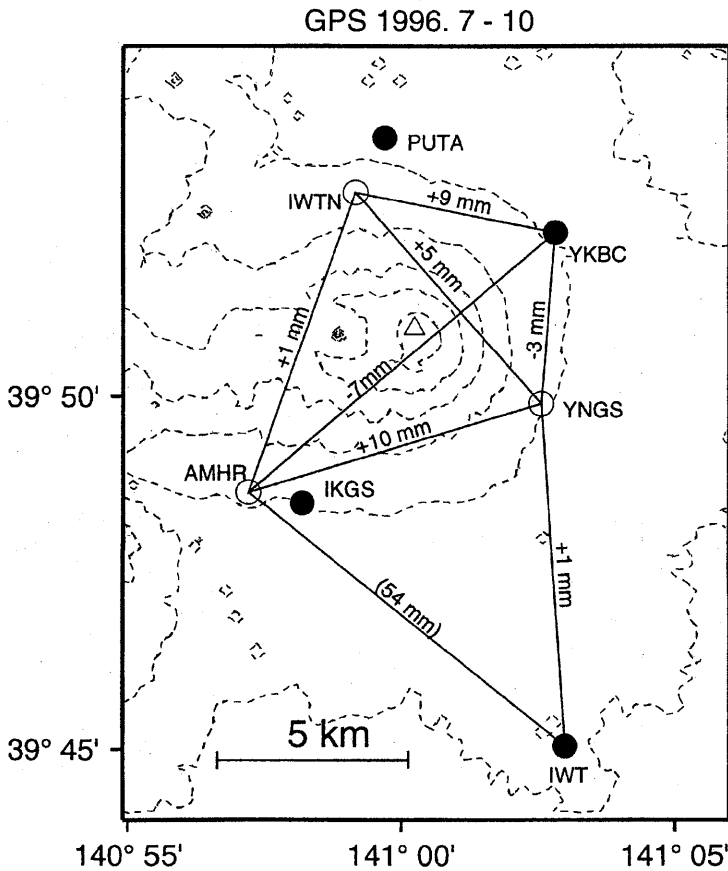 GPS 1996. 7 - 10
PUTA
IWTN
+9 mm
YKBC
+5 mm
+1 mm
-3 mm
-7mm
39° 50'
YNGS
+10 mm
AMHR
IKGS
+1 mm
(54 mm)
5 km
39° 45'
IWT
140° 55'
141° 00'
141° 05'